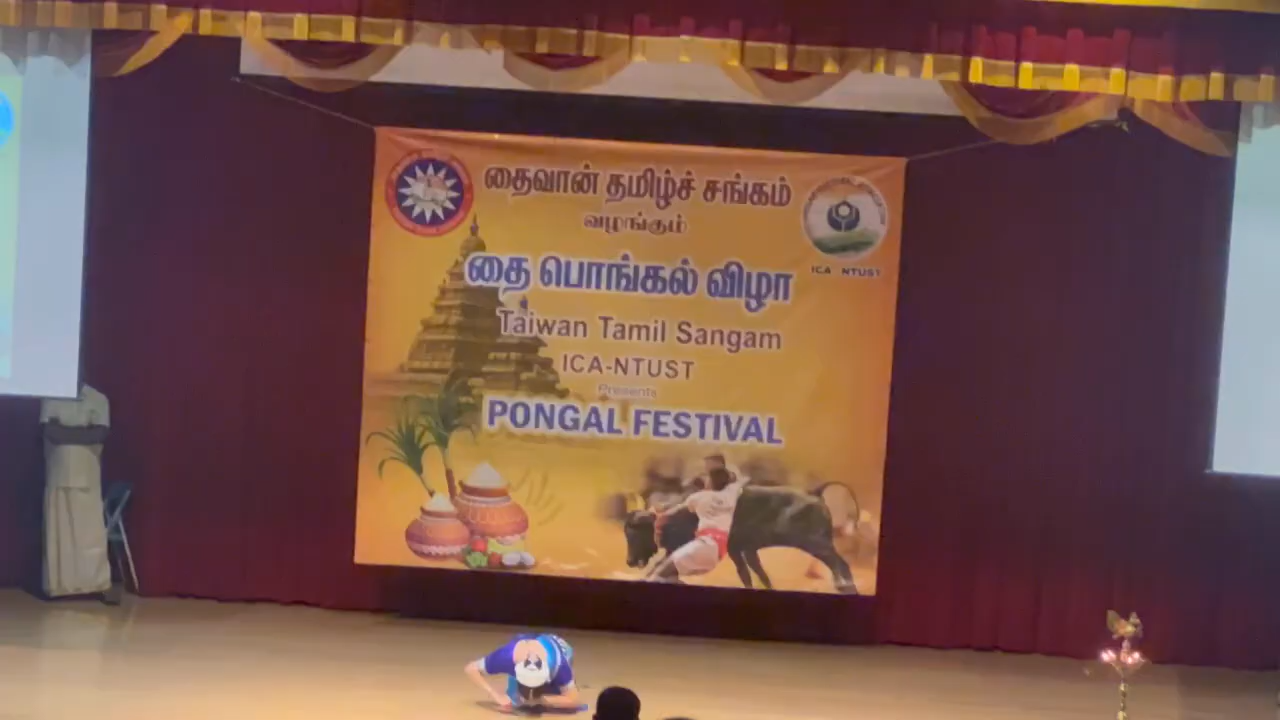 தைவான் தமிழ்ச் சங்கம்
வழங்கும்
ICA NTUST
தை பொங்கல் விழா
Taiwan Tamil Sangam
ICA-NTUST
Presents
PONGAL FESTIVAL